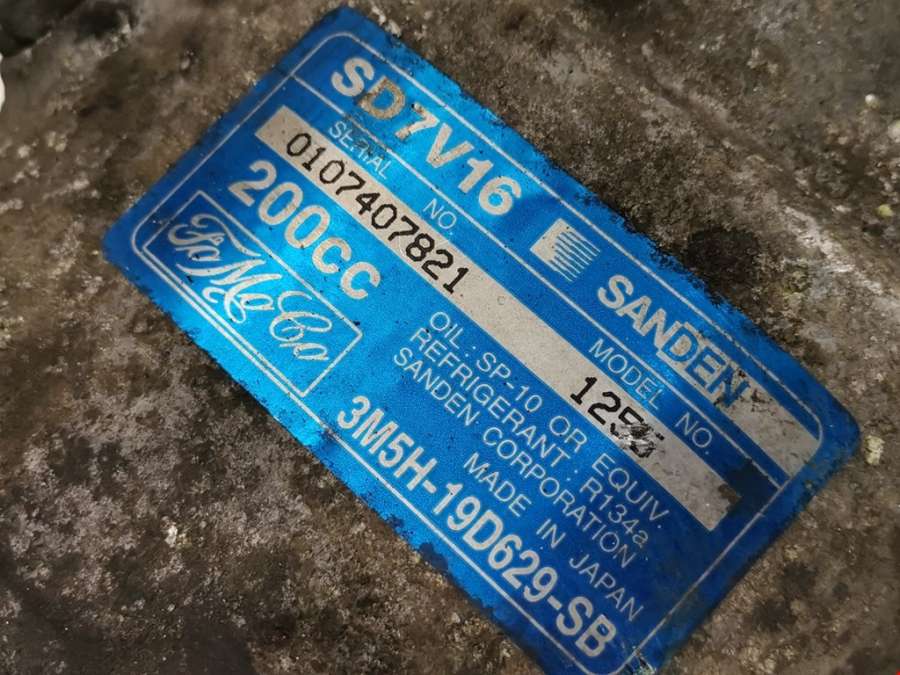 SD7V16 SANDEN
SERIAL NO. MODEL NO.
0107407821
200CC
OIL : SP-10 OR EQUIV.
REFRIGERANT : R134a
SANDEN CORPORATION
MADE IN JAPAN
FoMoCo
3M5H-19D629-SB